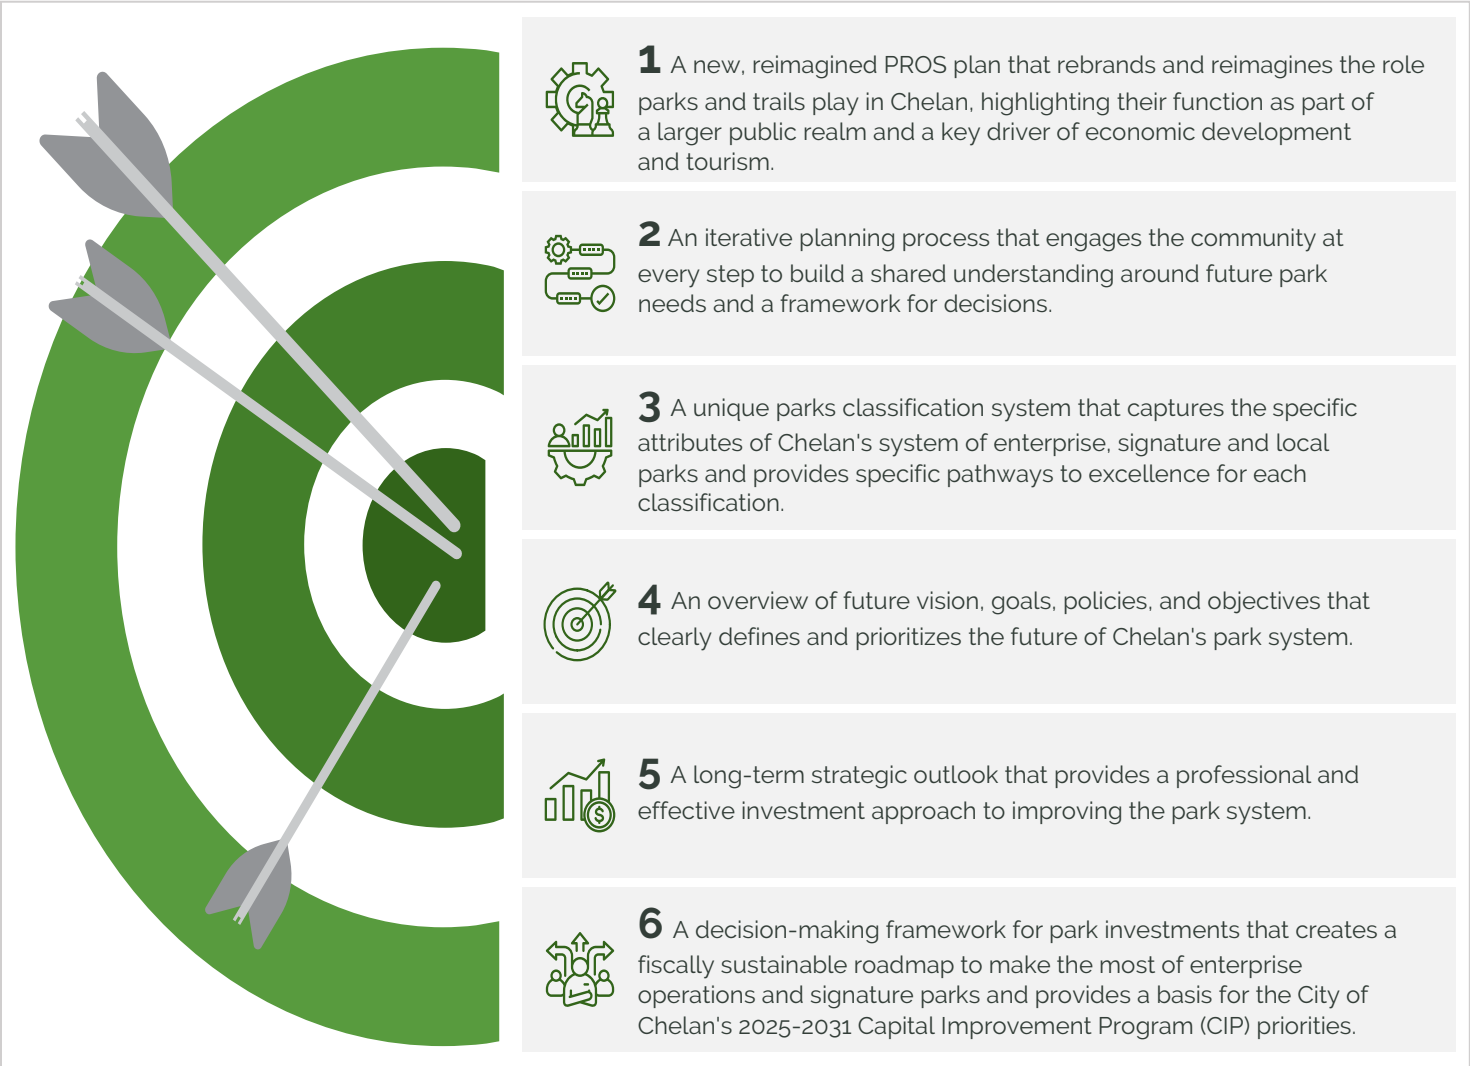 1 A new, reimagined PROS plan that rebrands and reimagines the role
parks and trails play in Chelan, highlighting their function as part of
a larger public realm and a key driver of economic development
and tourism.
2 An iterative planning process that engages the community at
every step to build a shared understanding around future park
needs and a framework for decisions.
3 A unique parks classification system that captures the specific
attributes of Chelan's system of enterprise, signature and local
parks and provides specific pathways to excellence for each
classification.
4 An overview of future vision, goals, policies, and objectives that
clearly defines and prioritizes the future of Chelan's park system.
5 A long-term strategic outlook that provides a professional and
effective investment approach to improving the park system.
6 A decision-making framework for park investments that creates a
fiscally sustainable roadmap to make the most of enterprise
operations and signature parks and provides a basis for the City of
Chelan's 2025-2031 Capital Improvement Program (CIP) priorities.